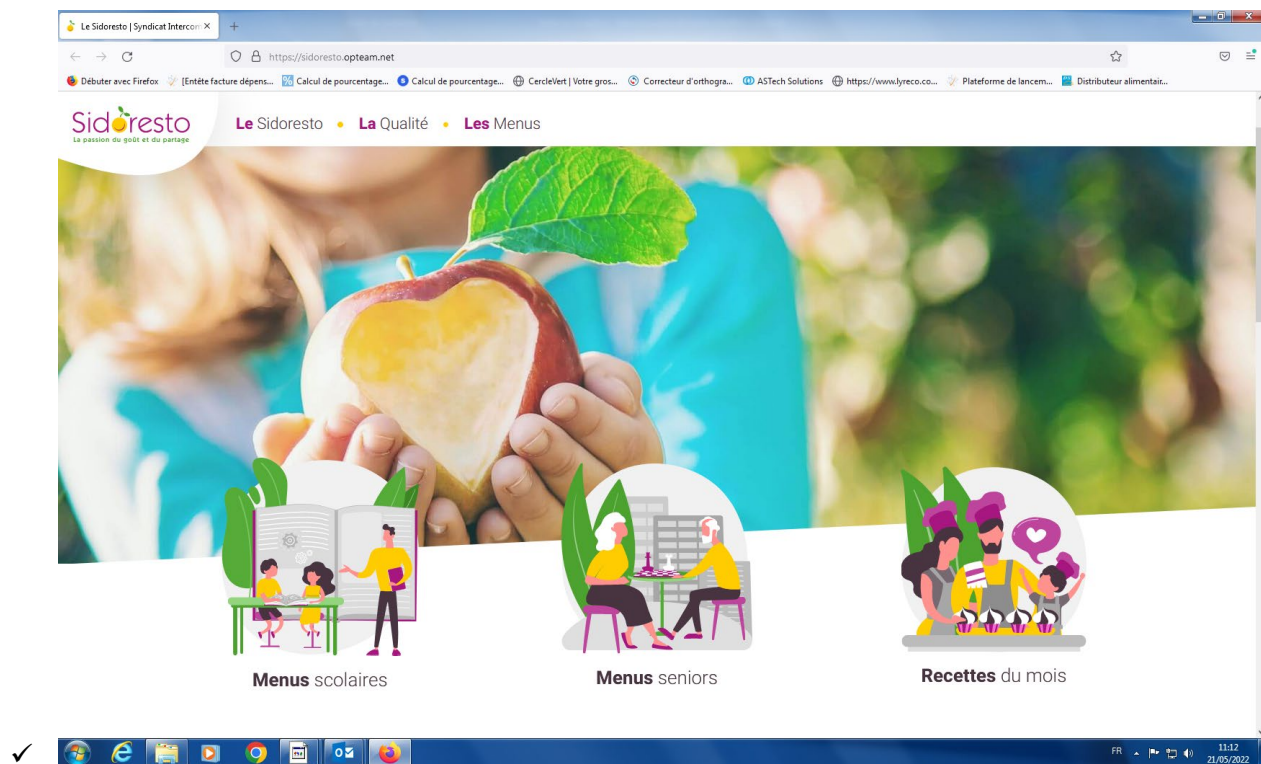 Le Sidoresto | Syndicat Intercom
https://sidoresto.opteam.net
Débuter avec Firefox [Entête facture dépens... Calcul de pourcentage... Calcul de pourcentage... CercleVert | Votre gros... Correcteur d'orthogra... ASTech Solutions https://www.lyreco.co... Plateforme de lancem... Distributeur alimentair...
Sidoresto
La passion du goût et du partage
Le Sidoresto • La Qualité • Les Menus
Menus scolaires
Menus seniors
Recettes du mois
FR
11:12
21/05/2022